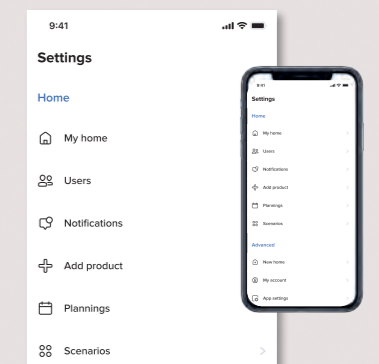 9:41
Settings
Home
My home
Users
Notifications
Add product
Plannings
Scenarios
9:41
Settings
Home
My home
Users
Notifications
Add product
Plannings
Scenarios
Advanced
New home
My account
App settings